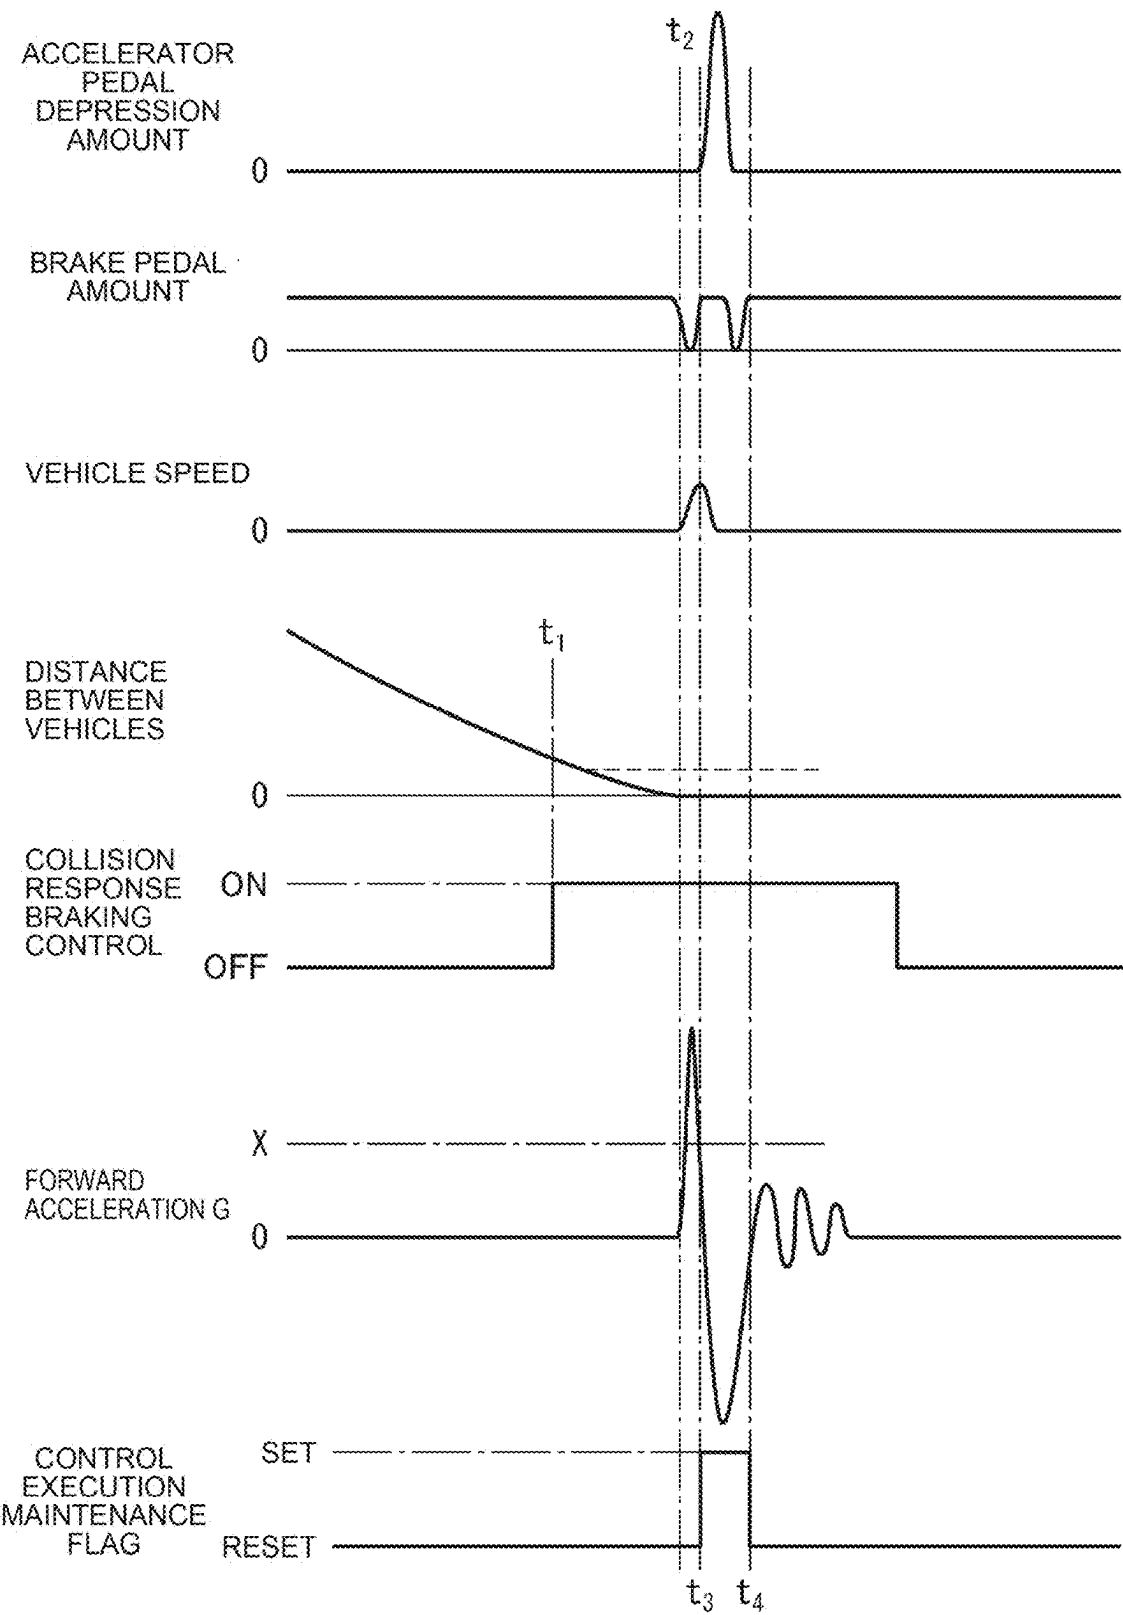 t2
ACCELERATOR
PEDAL
DEPRESSION
AMOUNT
0
BRAKE PEDAL
AMOUNT
0
VEHICLE SPEED
0
t1
DISTANCE
BETWEEN
VEHICLES
0
COLLISION
RESPONSE
BRAKING
CONTROL
ON
OFF
X
FORWARD
ACCELERATION G
0
CONTROL
EXECUTION
MAINTENANCE
FLAG
SET
RESET
t3 t4